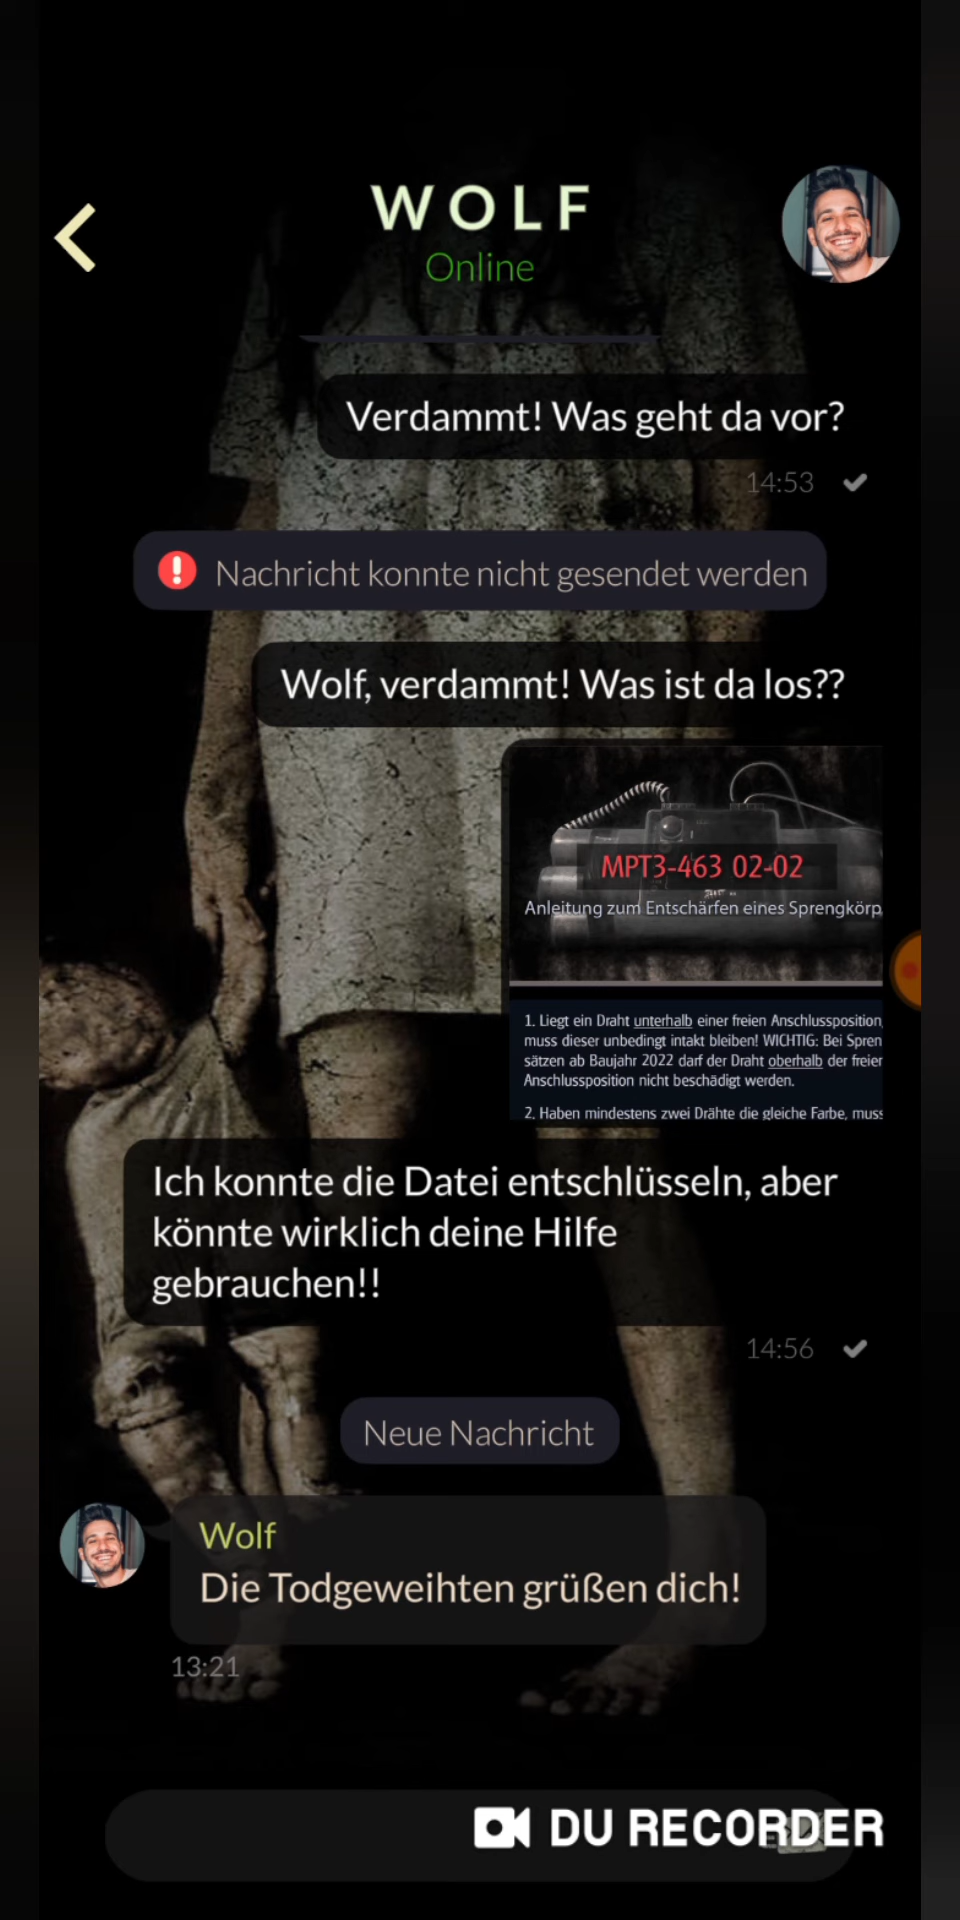 WOLF
Online
Verdammt! Was geht da vor?
14:53
Nachricht konnte nicht gesendet werden
Wolf, verdammt! Was ist da los??
MPT3-463 02-02
Anleitung zum Entschärfen eines Sprengkörp
1. Liegt ein Draht unterhalb einer freien Anschlussposition,
muss dieser unbedingt intakt bleiben! WICHTIG: Bei Spren
sätzen ab Baujahr 2022 darf der Draht oberhalb der freier
Anschlussposition nicht beschädigt werden.
2. Haben mindestens zwei Drähte die gleiche Farbe, muss
Ich konnte die Datei entschlüsseln, aber
könnte wirklich deine Hilfe
gebrauchen!!
14:56
Neue Nachricht
Wolf
Die Todgeweihten grüßen dich!
13:21
DU RECORDER